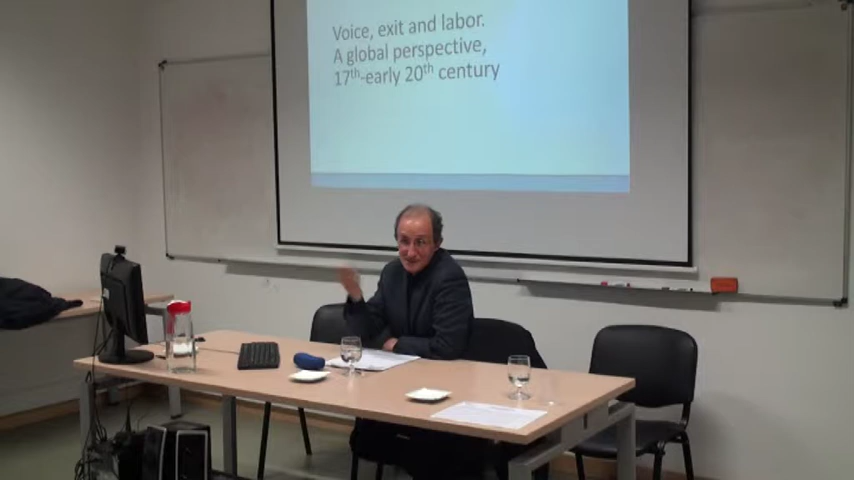 Voice, exit and labor.
A global perspective,
17th-early 20th century